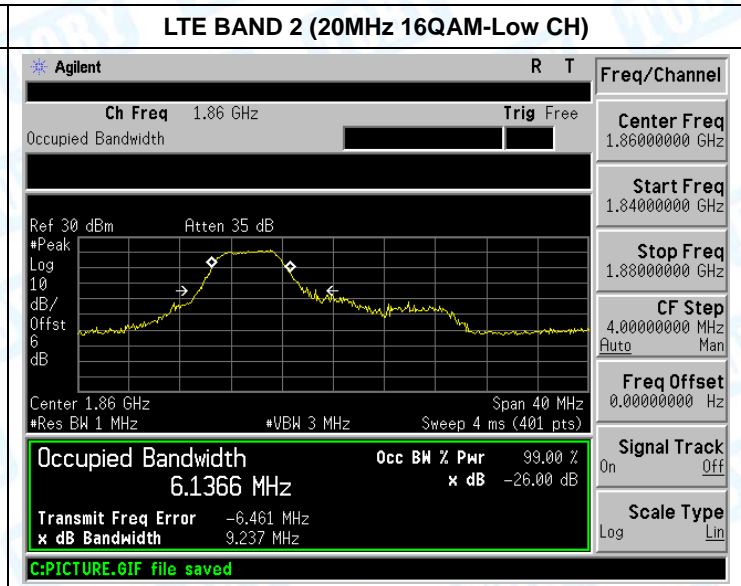 LTE BAND 2 (20MHz 16QAM-Low CH)
Agilent R T
Ch Freq 1.86 GHz Trig Free
Occupied Bandwidth
Ref 30 dBm Atten 35 dB
#Peak
Log
10
dB/
Offst
6
dB
Center 1.86 GHz Span 40 MHz
#Res BW 1 MHz #VBW 3 MHz Sweep 4 ms (401 pts)
Occupied Bandwidth Occ BW % Pwr 99.00 %
6.1366 MHz x dB -26.00 dB
Transmit Freq Error -6.461 MHz
x dB Bandwidth 9.237 MHz
C:PICTURE.GIF file saved
Freq/Channel
Center Freq
1.86000000 GHz
Start Freq
1.84000000 GHz
Stop Freq
1.88000000 GHz
CF Step
4.00000000 MHz
Auto Man
Freq Offset
0.00000000 Hz
Signal Track
On Off
Scale Type
Log Lin